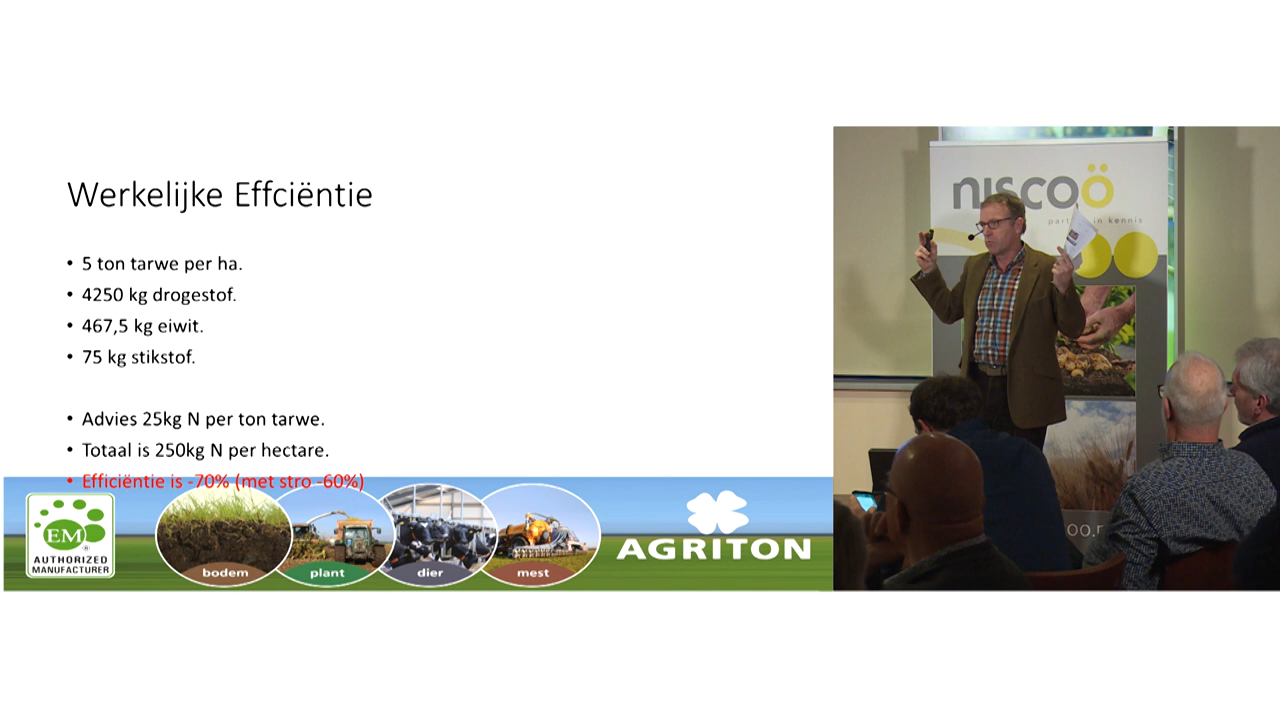 Werkelijke Effciëntie
• 5 ton tarwe per ha.
• 4250 kg drogestof.
• 467,5 kg eiwit.
• 75 kg stikstof.
• Advies 25kg N per ton tarwe.
• Totaal is 250kg N per hectare.
• Efficiëntie is -70% (met stro -60%)
EM®
AUTHORIZED
MANUFACTURER
bodem
plant
dier
mest
AGRITON
niscoö
in kennis